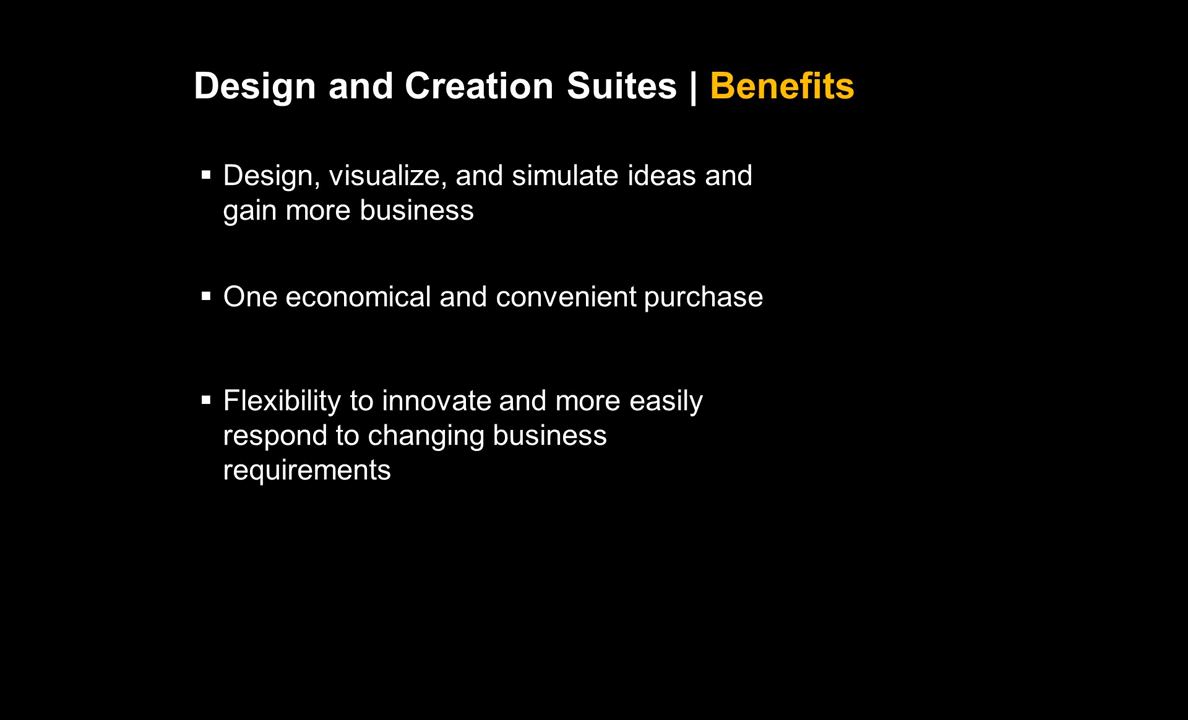 Design and Creation Suites | Benefits
▪ Design, visualize, and simulate ideas and
gain more business
▪ One economical and convenient purchase
▪ Flexibility to innovate and more easily
respond to changing business
requirements